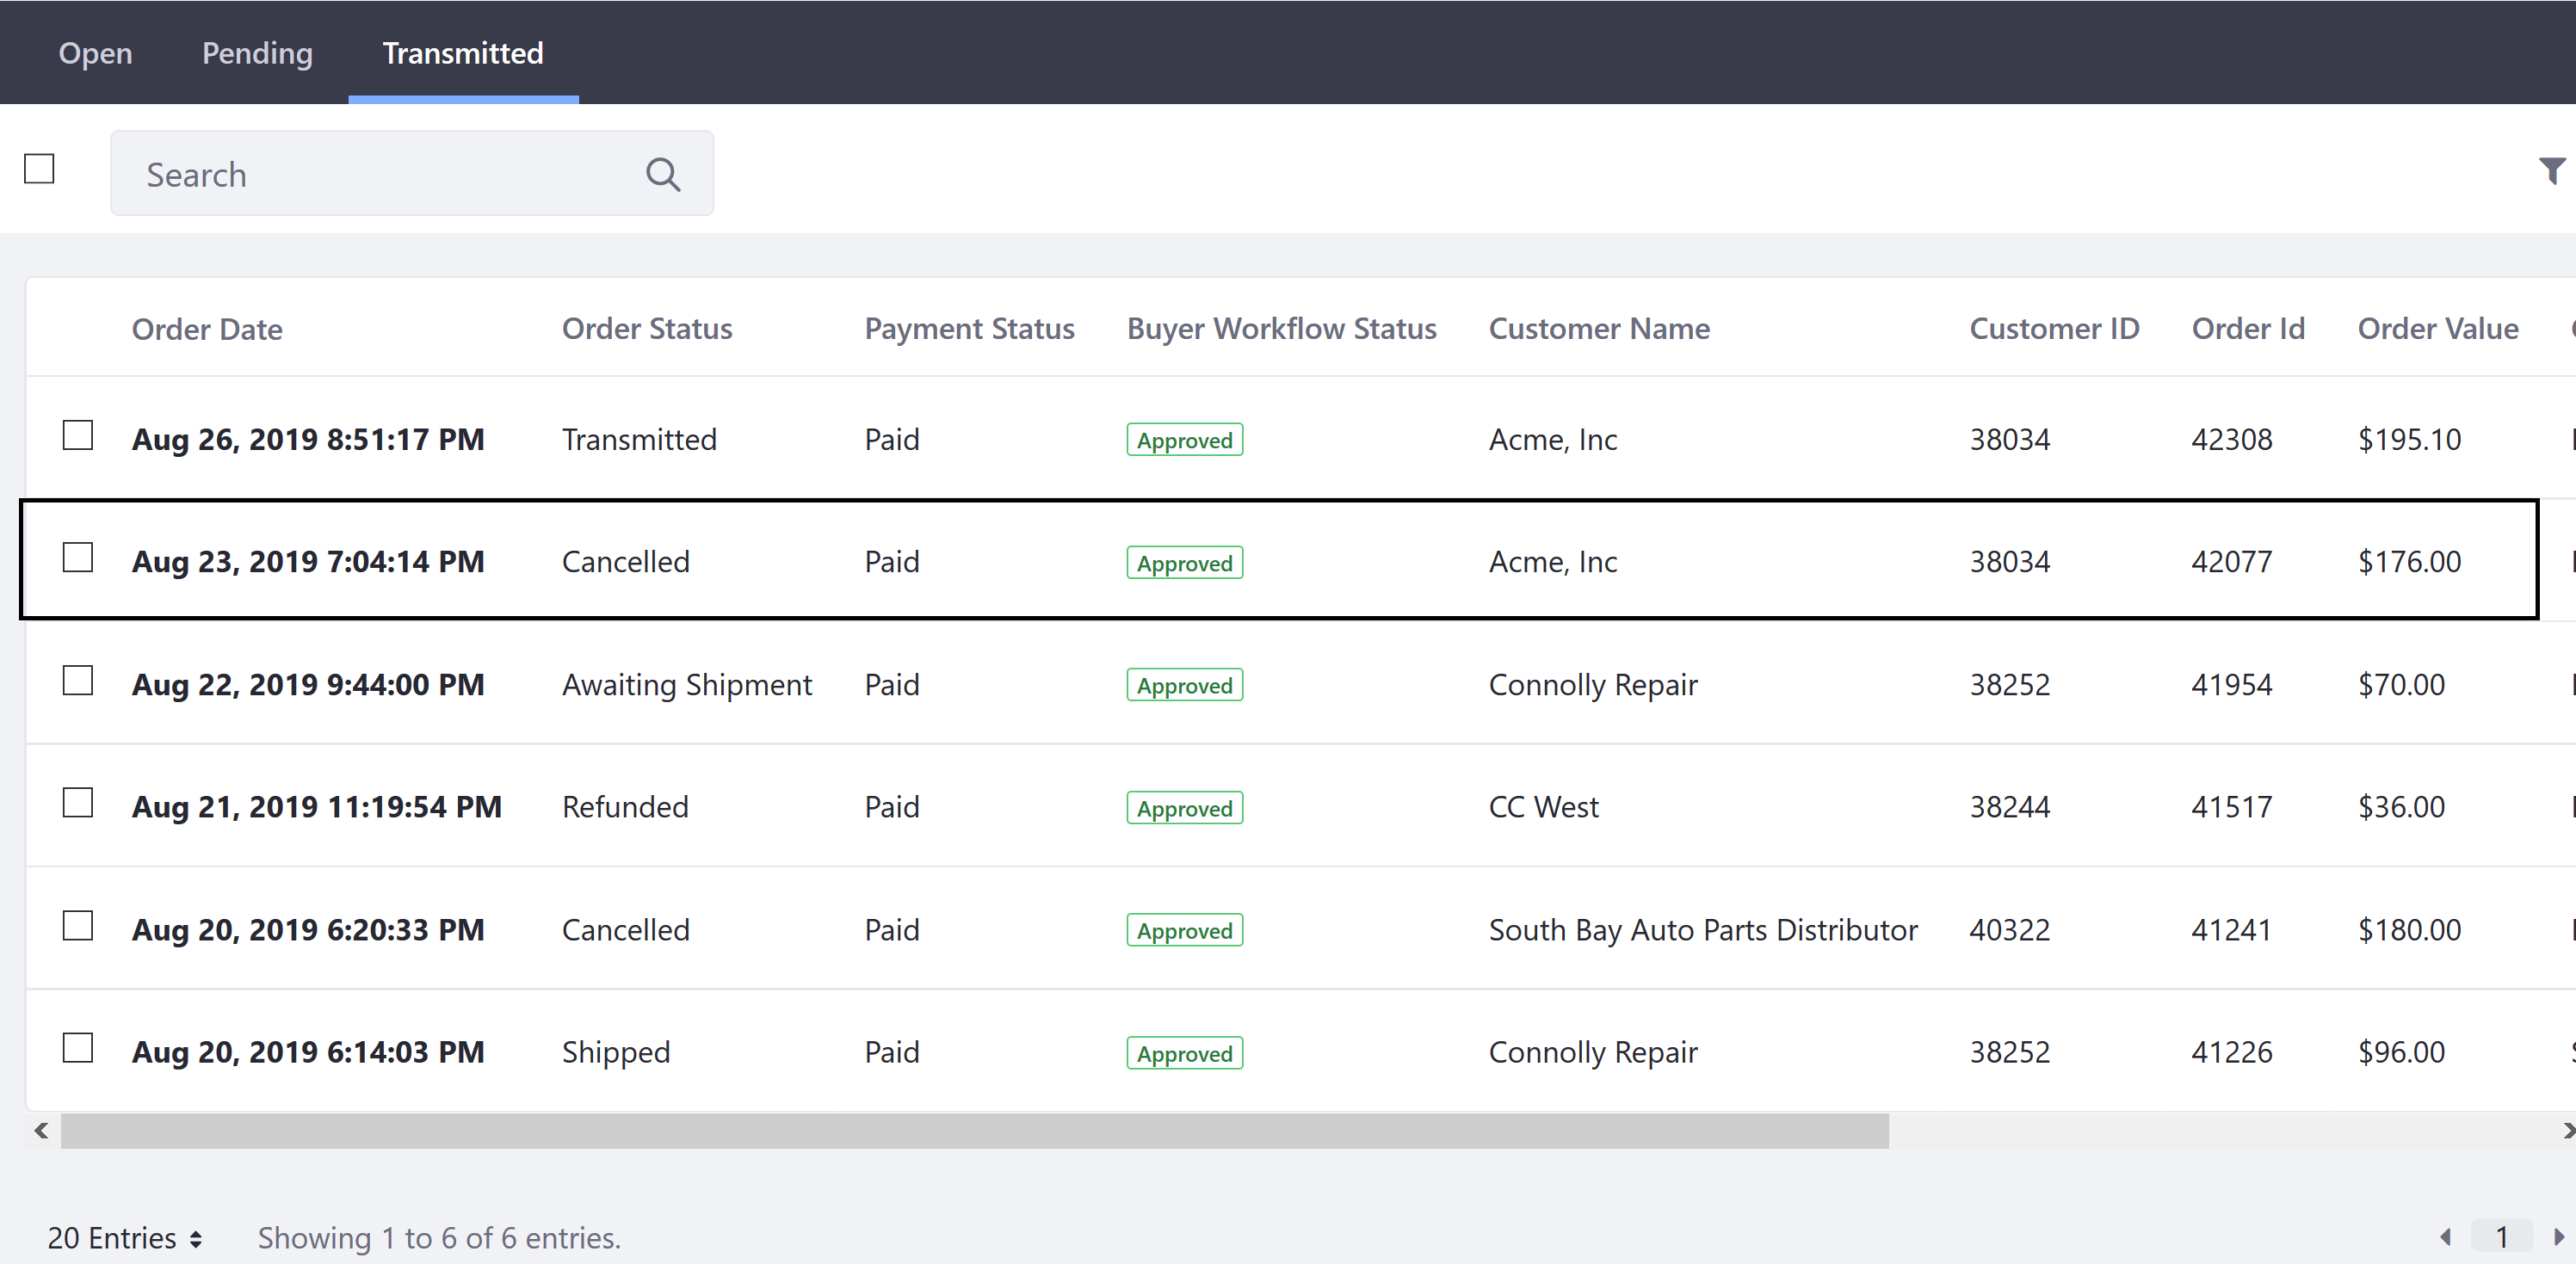 Open Pending Transmitted
Search
Order Date Order Status Payment Status Buyer Workflow Status Customer Name Customer ID Order Id Order Value
Aug 26, 2019 8:51:17 PM Transmitted Paid Approved Acme, Inc 38034 42308 $195.10
Aug 23, 2019 7:04:14 PM Cancelled Paid Approved Acme, Inc 38034 42077 $176.00
Aug 22, 2019 9:44:00 PM Awaiting Shipment Paid Approved Connolly Repair 38252 41954 $70.00
Aug 21, 2019 11:19:54 PM Refunded Paid Approved CC West 38244 41517 $36.00
Aug 20, 2019 6:20:33 PM Cancelled Paid Approved South Bay Auto Parts Distributor 40322 41241 $180.00
Aug 20, 2019 6:14:03 PM Shipped Paid Approved Connolly Repair 38252 41226 $96.00
20 Entries Showing 1 to 6 of 6 entries. 1